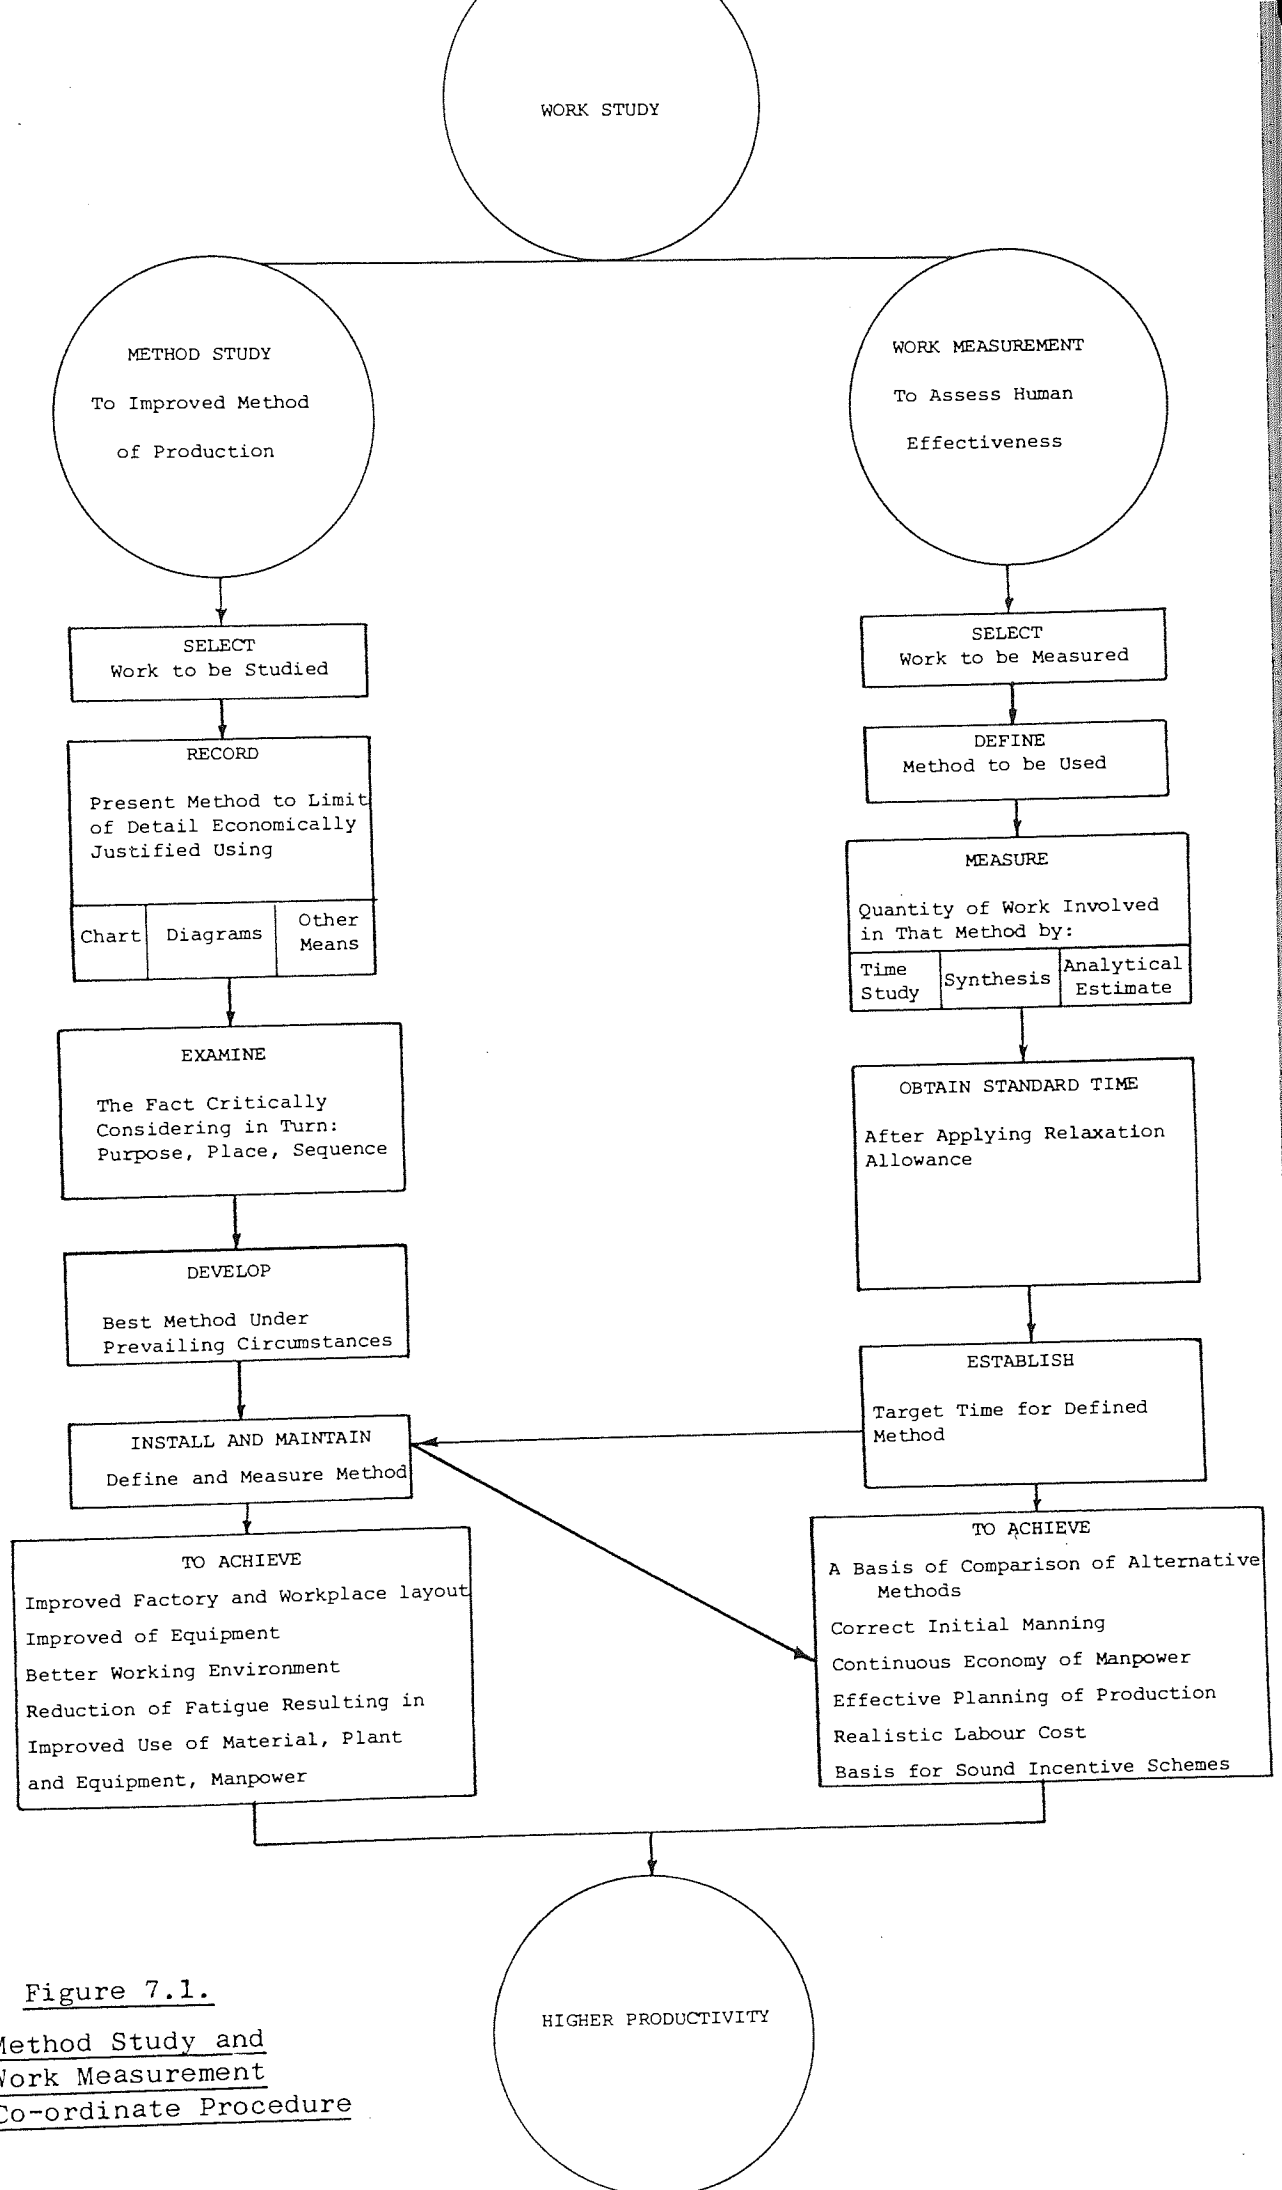 WORK STUDY
METHOD STUDY
To Improved Method
of Production
WORK MEASUREMENT
To Assess Human
Effectiveness
SELECT
Work to be Studied
RECORD
Present Method to Limit
of Detail Economically
Justified Using
Chart
Diagrams
Other
Means
EXAMINE
The Fact Critically
Considering in Turn:
Purpose, Place, Sequence
DEVELOP
Best Method Under
Prevailing Circumstances
INSTALL AND MAINTAIN
Define and Measure Method
TO ACHIEVE
Improved Factory and Workplace layout
Improved of Equipment
Better Working Environment
Reduction of Fatigue Resulting in
Improved Use of Material, Plant
and Equipment, Manpower
SELECT
Work to be Measured
DEFINE
Method to be Used
MEASURE
Quantity of Work Involved
in That Method by:
Time
Study
Synthesis
Analytical
Estimate
OBTAIN STANDARD TIME
After Applying Relaxation
Allowance
ESTABLISH
Target Time for Defined
Method
TO ACHIEVE
A Basis of Comparison of Alternative
Methods
Correct Initial Manning
Continuous Economy of Manpower
Effective Planning of Production
Realistic Labour Cost
Basis for Sound Incentive Schemes
HIGHER PRODUCTIVITY
Figure 7.1.
Method Study and
Work Measurement
Co-ordinate Procedure